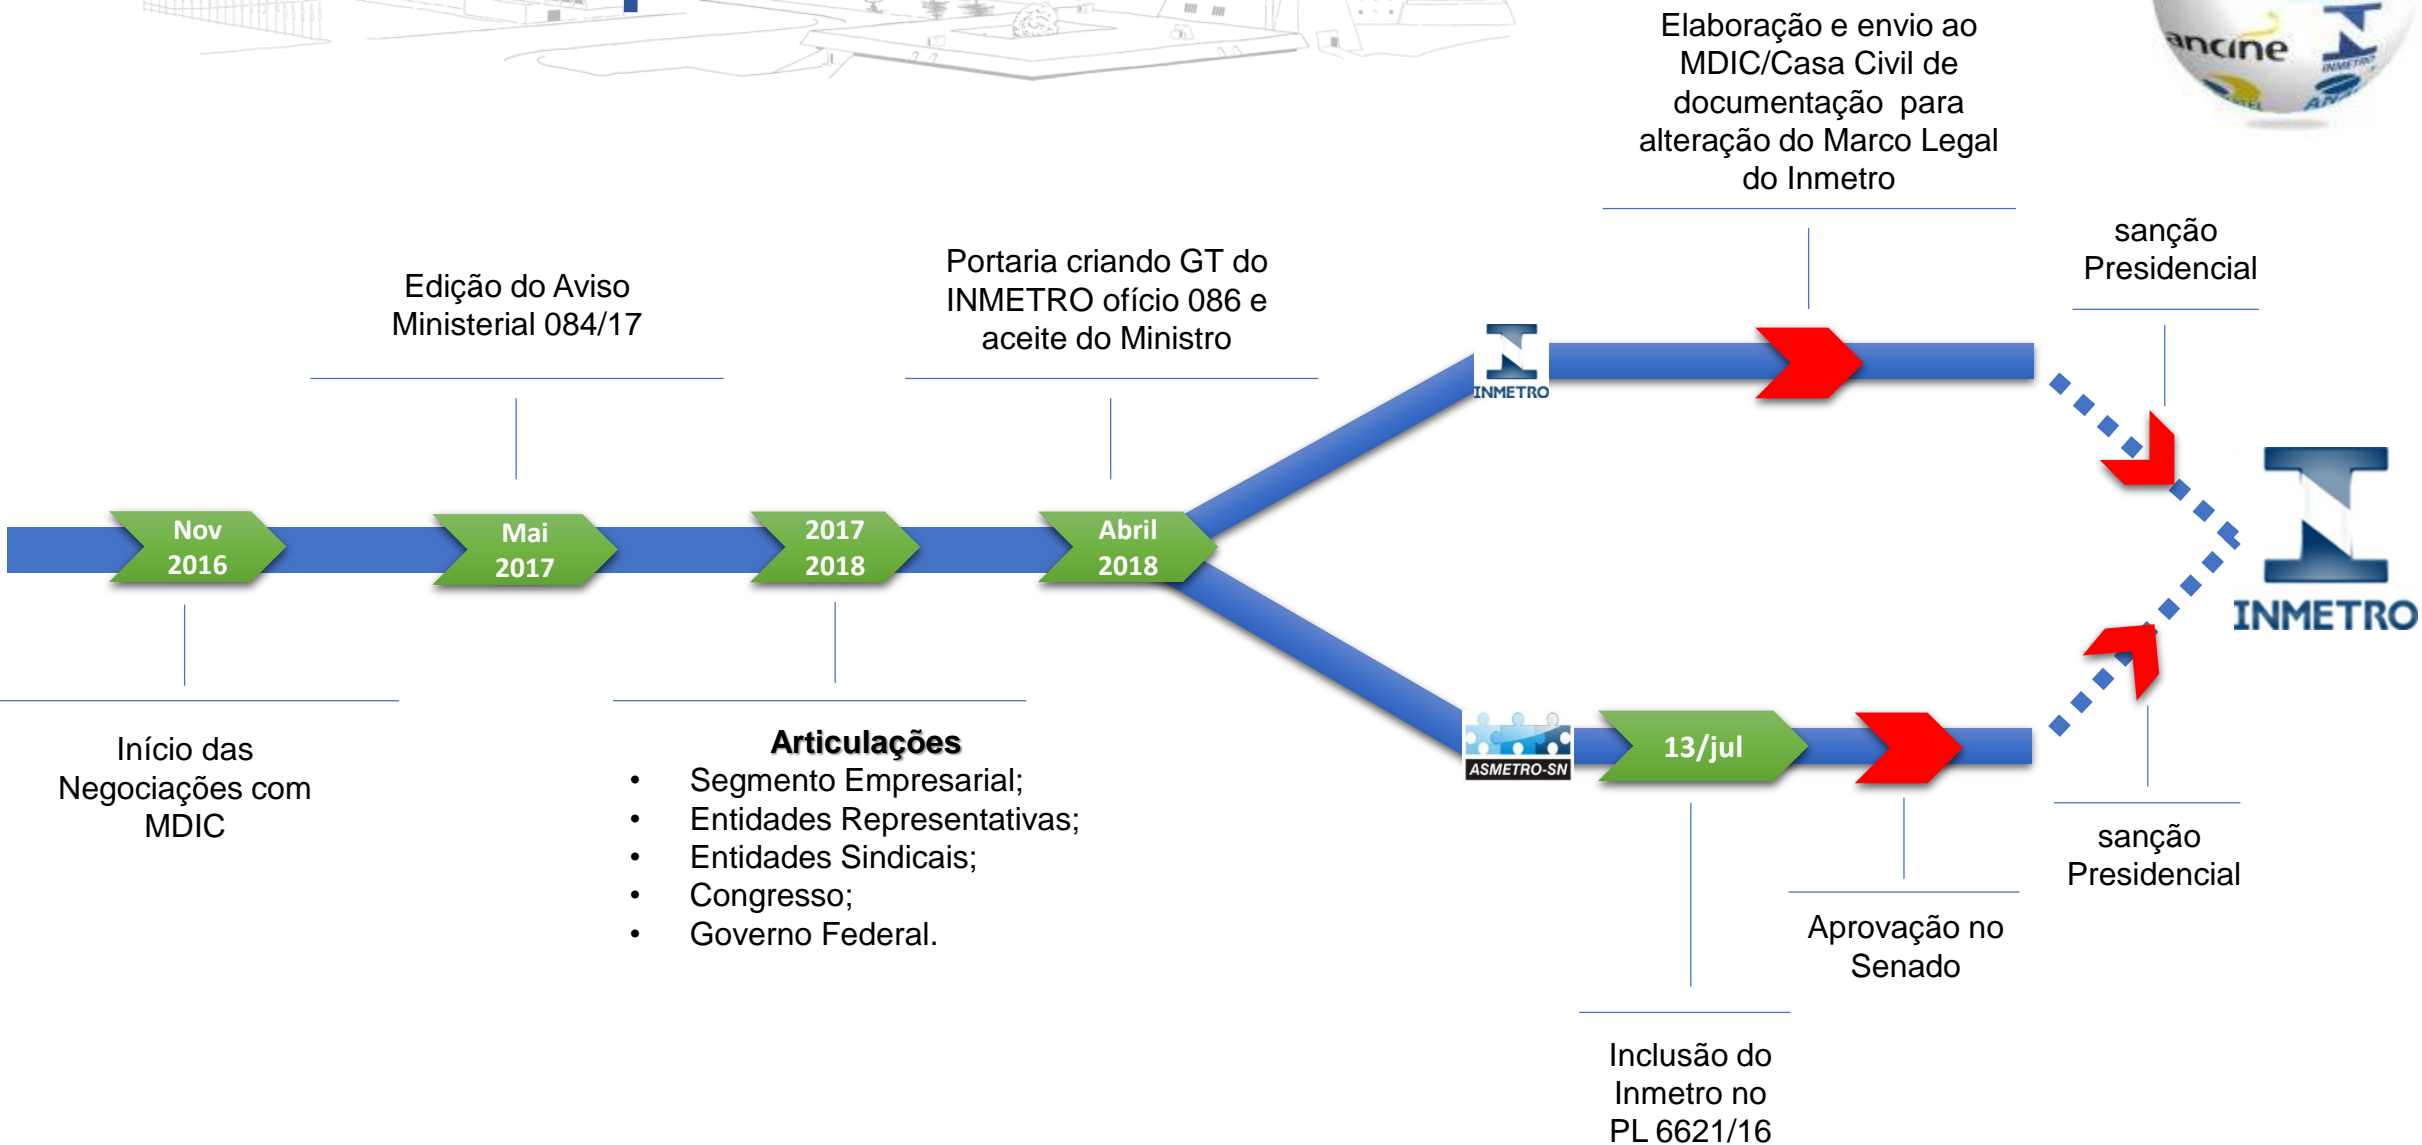 Elaboração e envio ao
MDIC/Casa Civil de
documentação para
alteração do Marco Legal
do Inmetro
ancine
INMETRO
sanção
Presidencial
Edição do Aviso
Ministerial 084/17
Portaria criando GT do
INMETRO ofício 086 e
aceite do Ministro
INMETRO
Nov
2016
Mai
2017
2017
2018
Abril
2018
INMETRO
Início das
Negociações com
MDIC
Articulações
• Segmento Empresarial;
• Entidades Representativas;
• Entidades Sindicais;
• Congresso;
• Governo Federal.
ASMETRO-SN
13/jul
sanção
Presidencial
Aprovação no
Senado
Inclusão do
Inmetro no
PL 6621/16